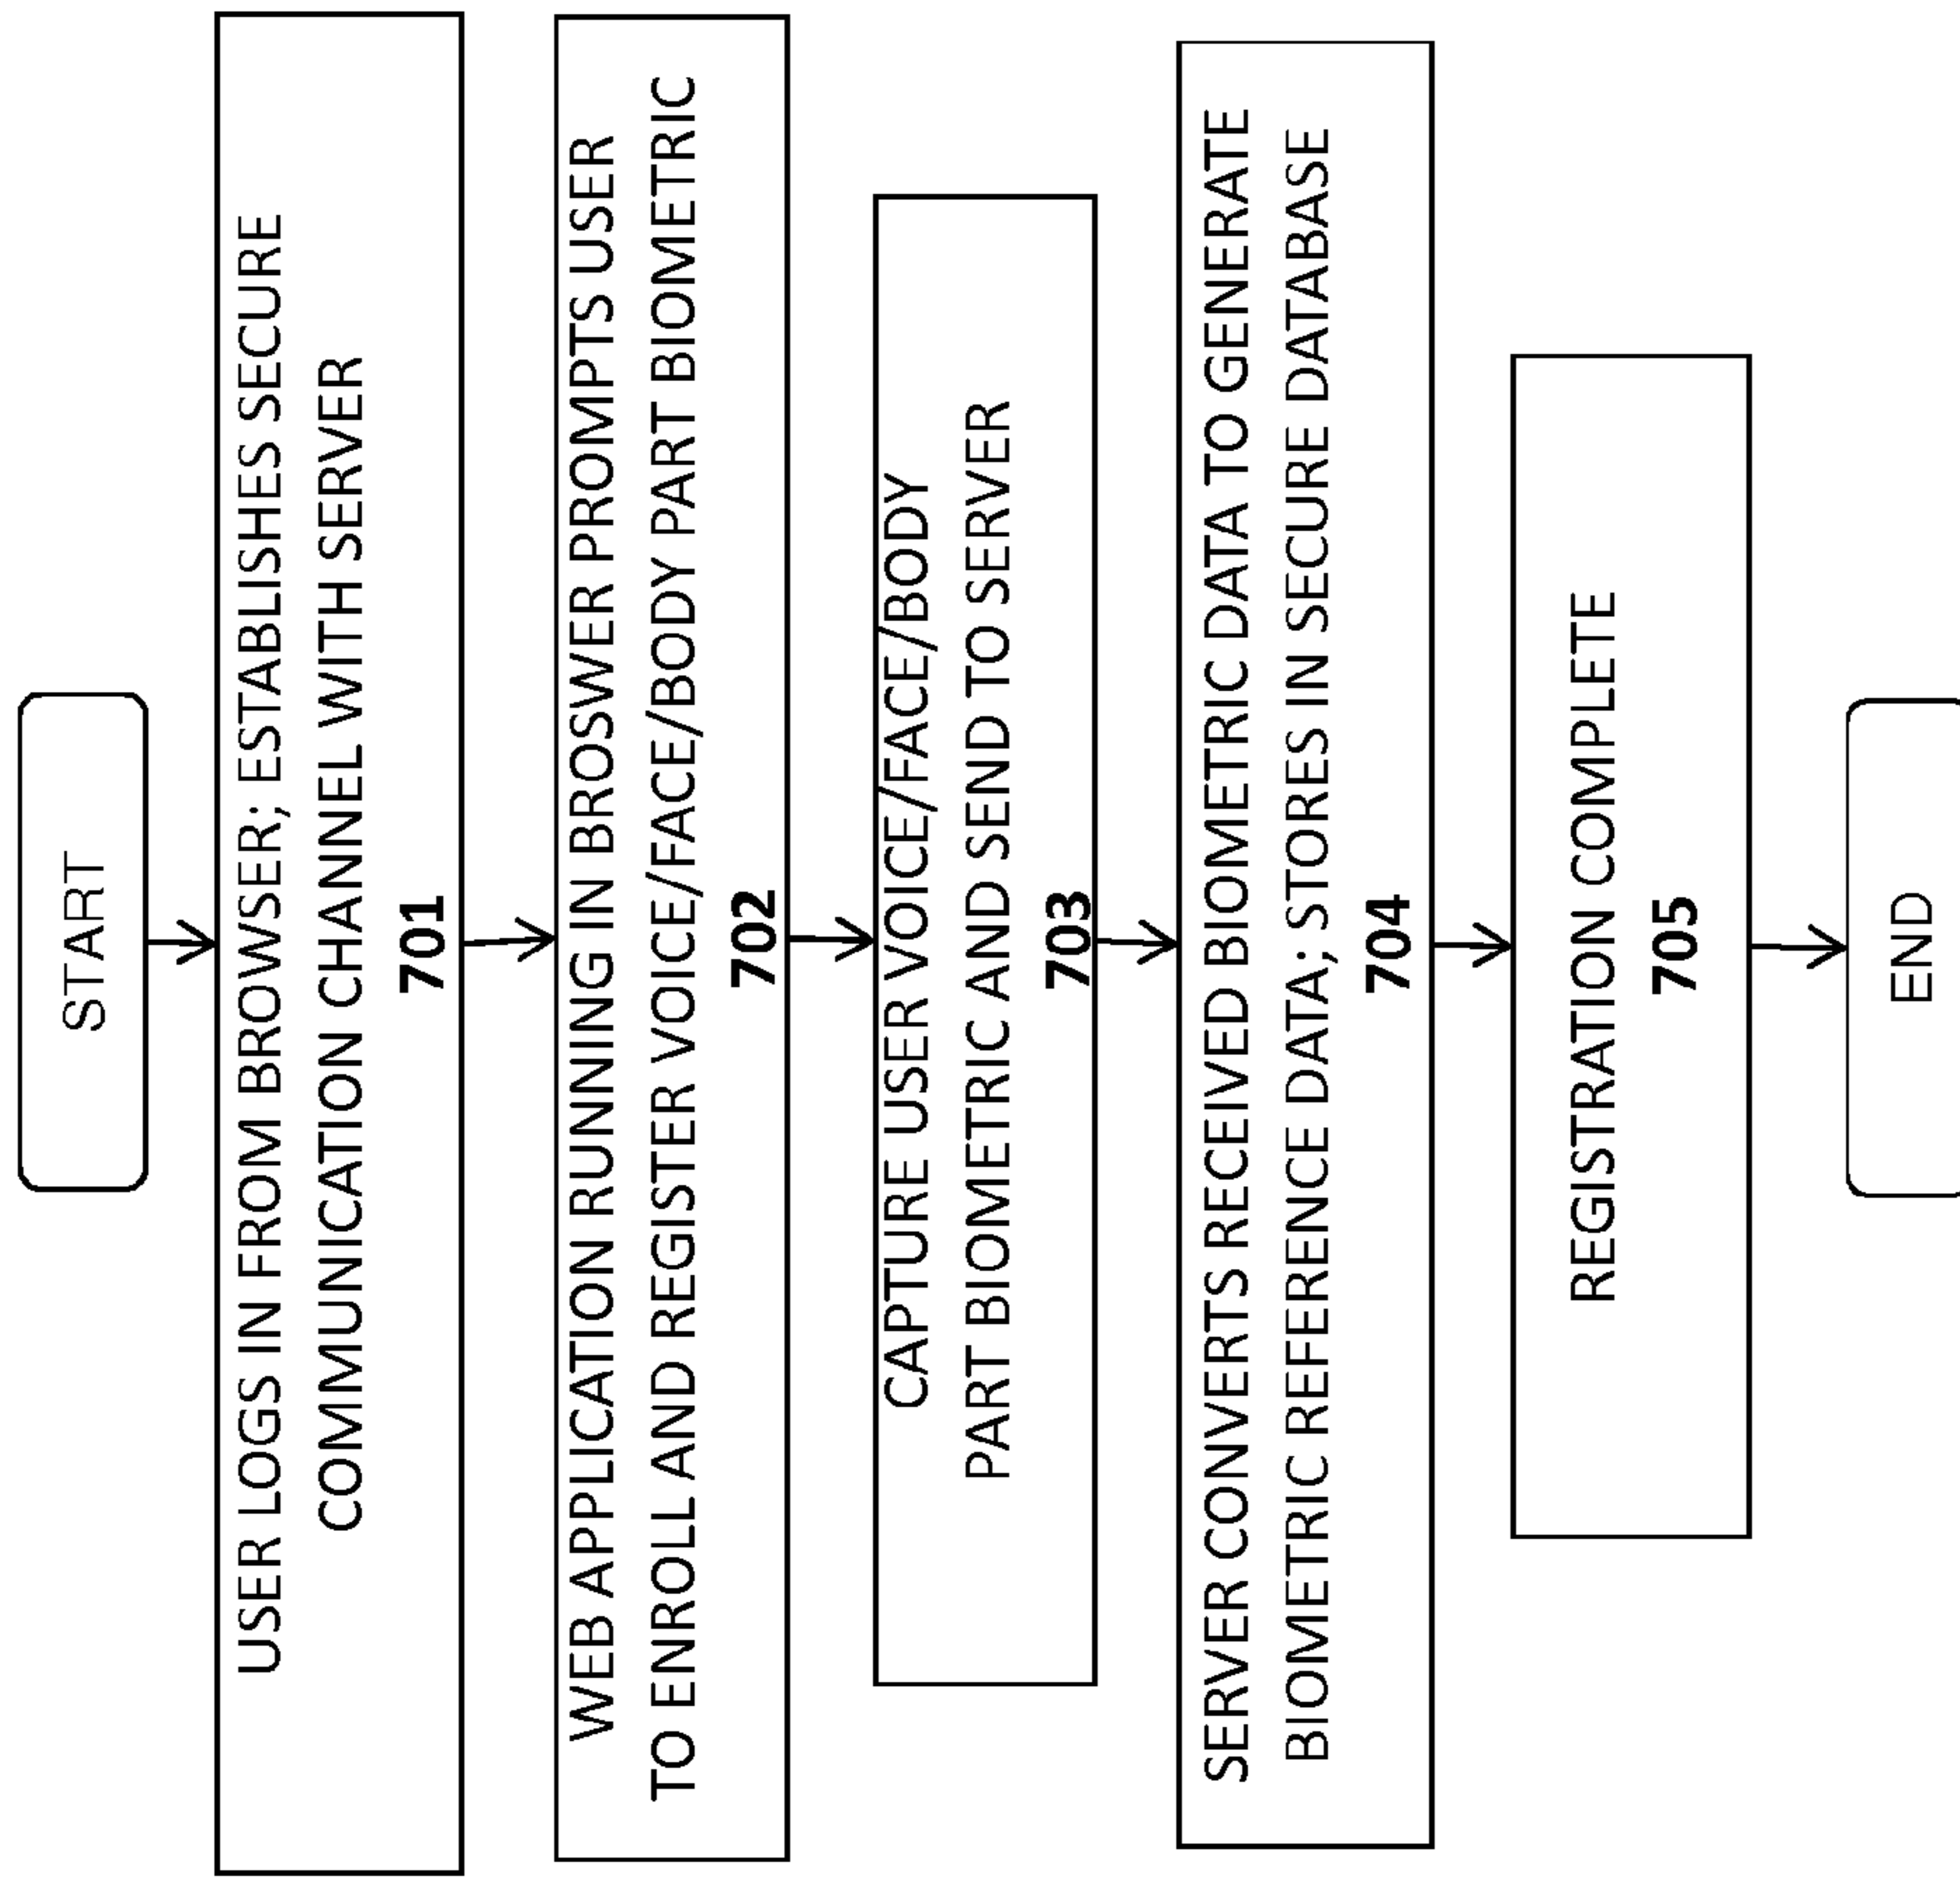 START
USER LOGS IN FROM BROWSER; ESTABLISHES SECURE
COMMUNICATION CHANNEL WITH SERVER
701
WEB APPLICATION RUNNING IN BROSWER PROMPTS USER
TO ENROLL AND REGISTER VOICE/FACE/BODY PART BIOMETRIC
702
CAPTURE USER VOICE/FACE/BODY
PART BIOMETRIC AND SEND TO SERVER
703
SERVER CONVERTS RECEIVED BIOMETRIC DATA TO GENERATE
BIOMETRIC REFERENCE DATA; STORES IN SECURE DATABASE
704
REGISTRATION COMPLETE
705
END